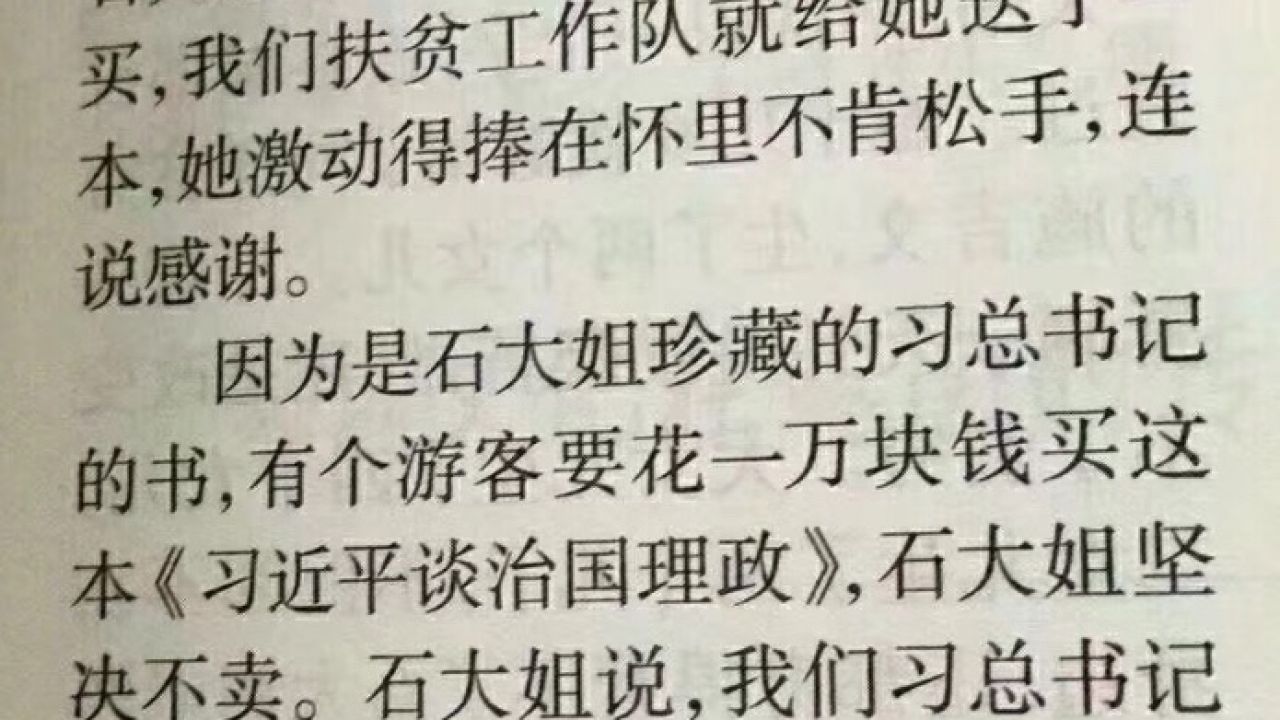 买,我们扶贫工作队就给她送了
本,她激动得捧在怀里不肯松手,连
说感谢。
因为是石大姐珍藏的习总书记
的书,有个游客要花一万块钱买这
本《习近平谈治国理政》,石大姐坚
决不卖。石大姐说,我们习总书记